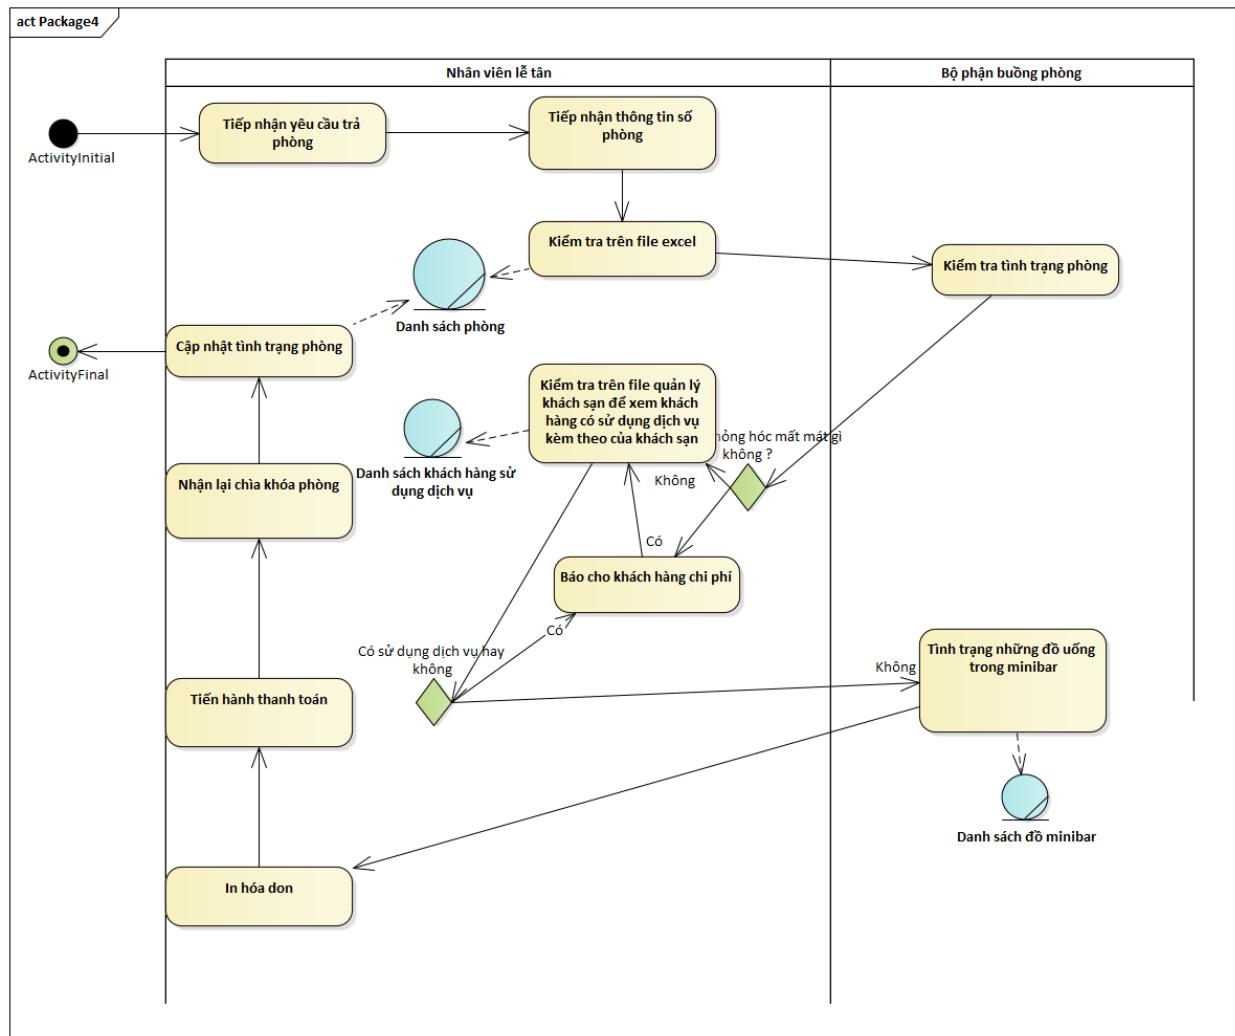 act Package4
Nhân viên lễ tân
Bộ phận buồng phòng
Tiếp nhận yêu cầu trả
phòng
Tiếp nhận thông tin số
phòng
ActivityInitial
Kiểm tra trên file excel
Kiểm tra tình trạng phòng
Danh sách phòng
Cập nhật tình trạng phòng
ActivityFinal
Kiểm tra trên file quản lý
khách sạn để xem khách
hàng có sử dụng dịch vụ
kèm theo của khách sạn
hóc mất mát gì
không ?
Danh sách khách hàng sử
dụng dịch vụ
Không
Nhận lại chìa khóa phòng
Có
Báo cho khách hàng chi phí
Có
Có sử dụng dịch vụ hay
không
Tình trạng những đồ uống
trong minibar
Không
Tiến hành thanh toán
Danh sách đồ minibar
In hóa don